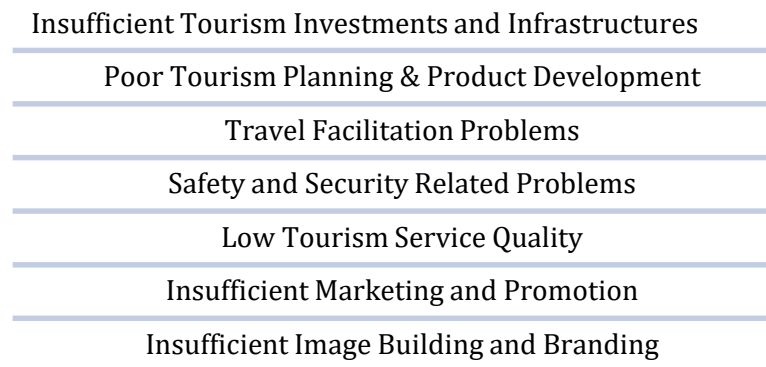 Insufficient Tourism Investments and Infrastructures
Poor Tourism Planning & Product Development
Travel Facilitation Problems
Safety and Security Related Problems
Low Tourism Service Quality
Insufficient Marketing and Promotion
Insufficient Image Building and Branding